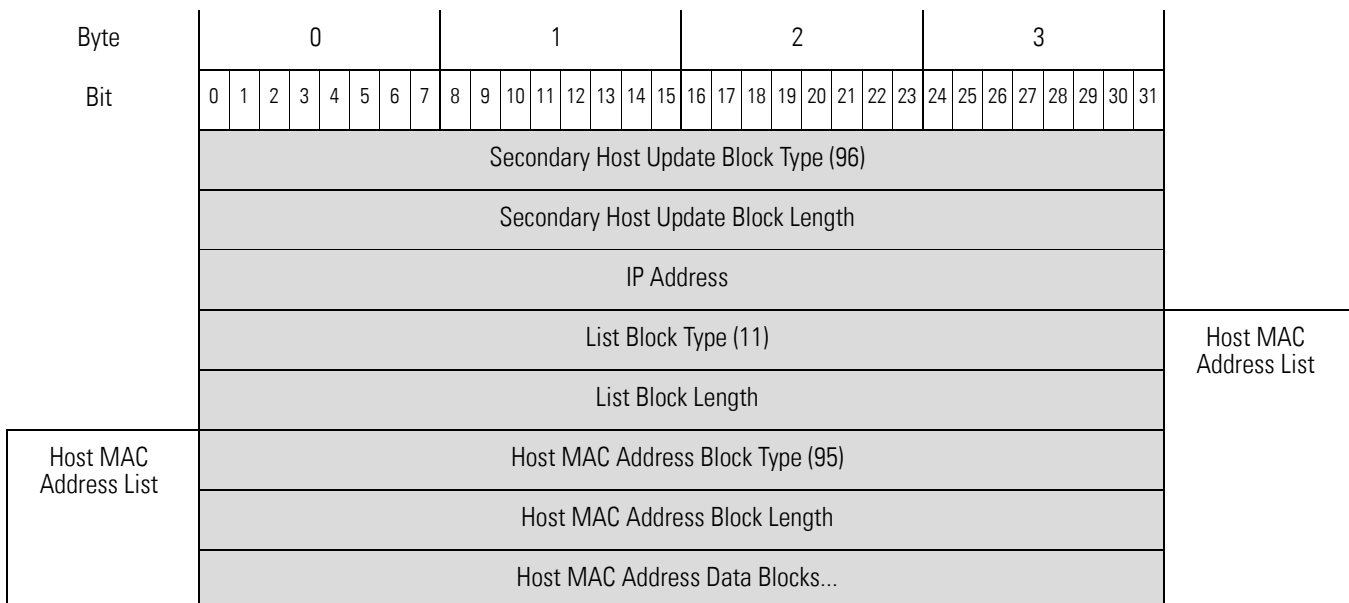 Byte 0 1 2 3
Bit 0 1 2 3 4 5 6 7 8 9 10 11 12 13 14 15 16 17 18 19 20 21 22 23 24 25 26 27 28 29 30 31
Secondary Host Update Block Type (96)
Secondary Host Update Block Length
IP Address
List Block Type (11)
Host MAC
Address List
List Block Length
Host MAC
Address List
Host MAC Address Block Type (95)
Host MAC Address Block Length
Host MAC Address Data Blocks...